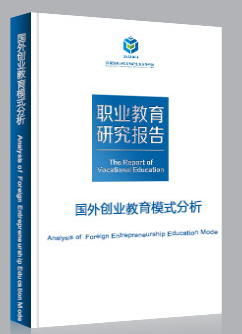 职业教育
研究报告
The Report of
Vocational Education
国外创业教育模式分析
Analysis of Foreign Entrepreneurship Education Mode
国外创业教育模式分析
Analysis of Foreign Entrepreneurship Education Mode